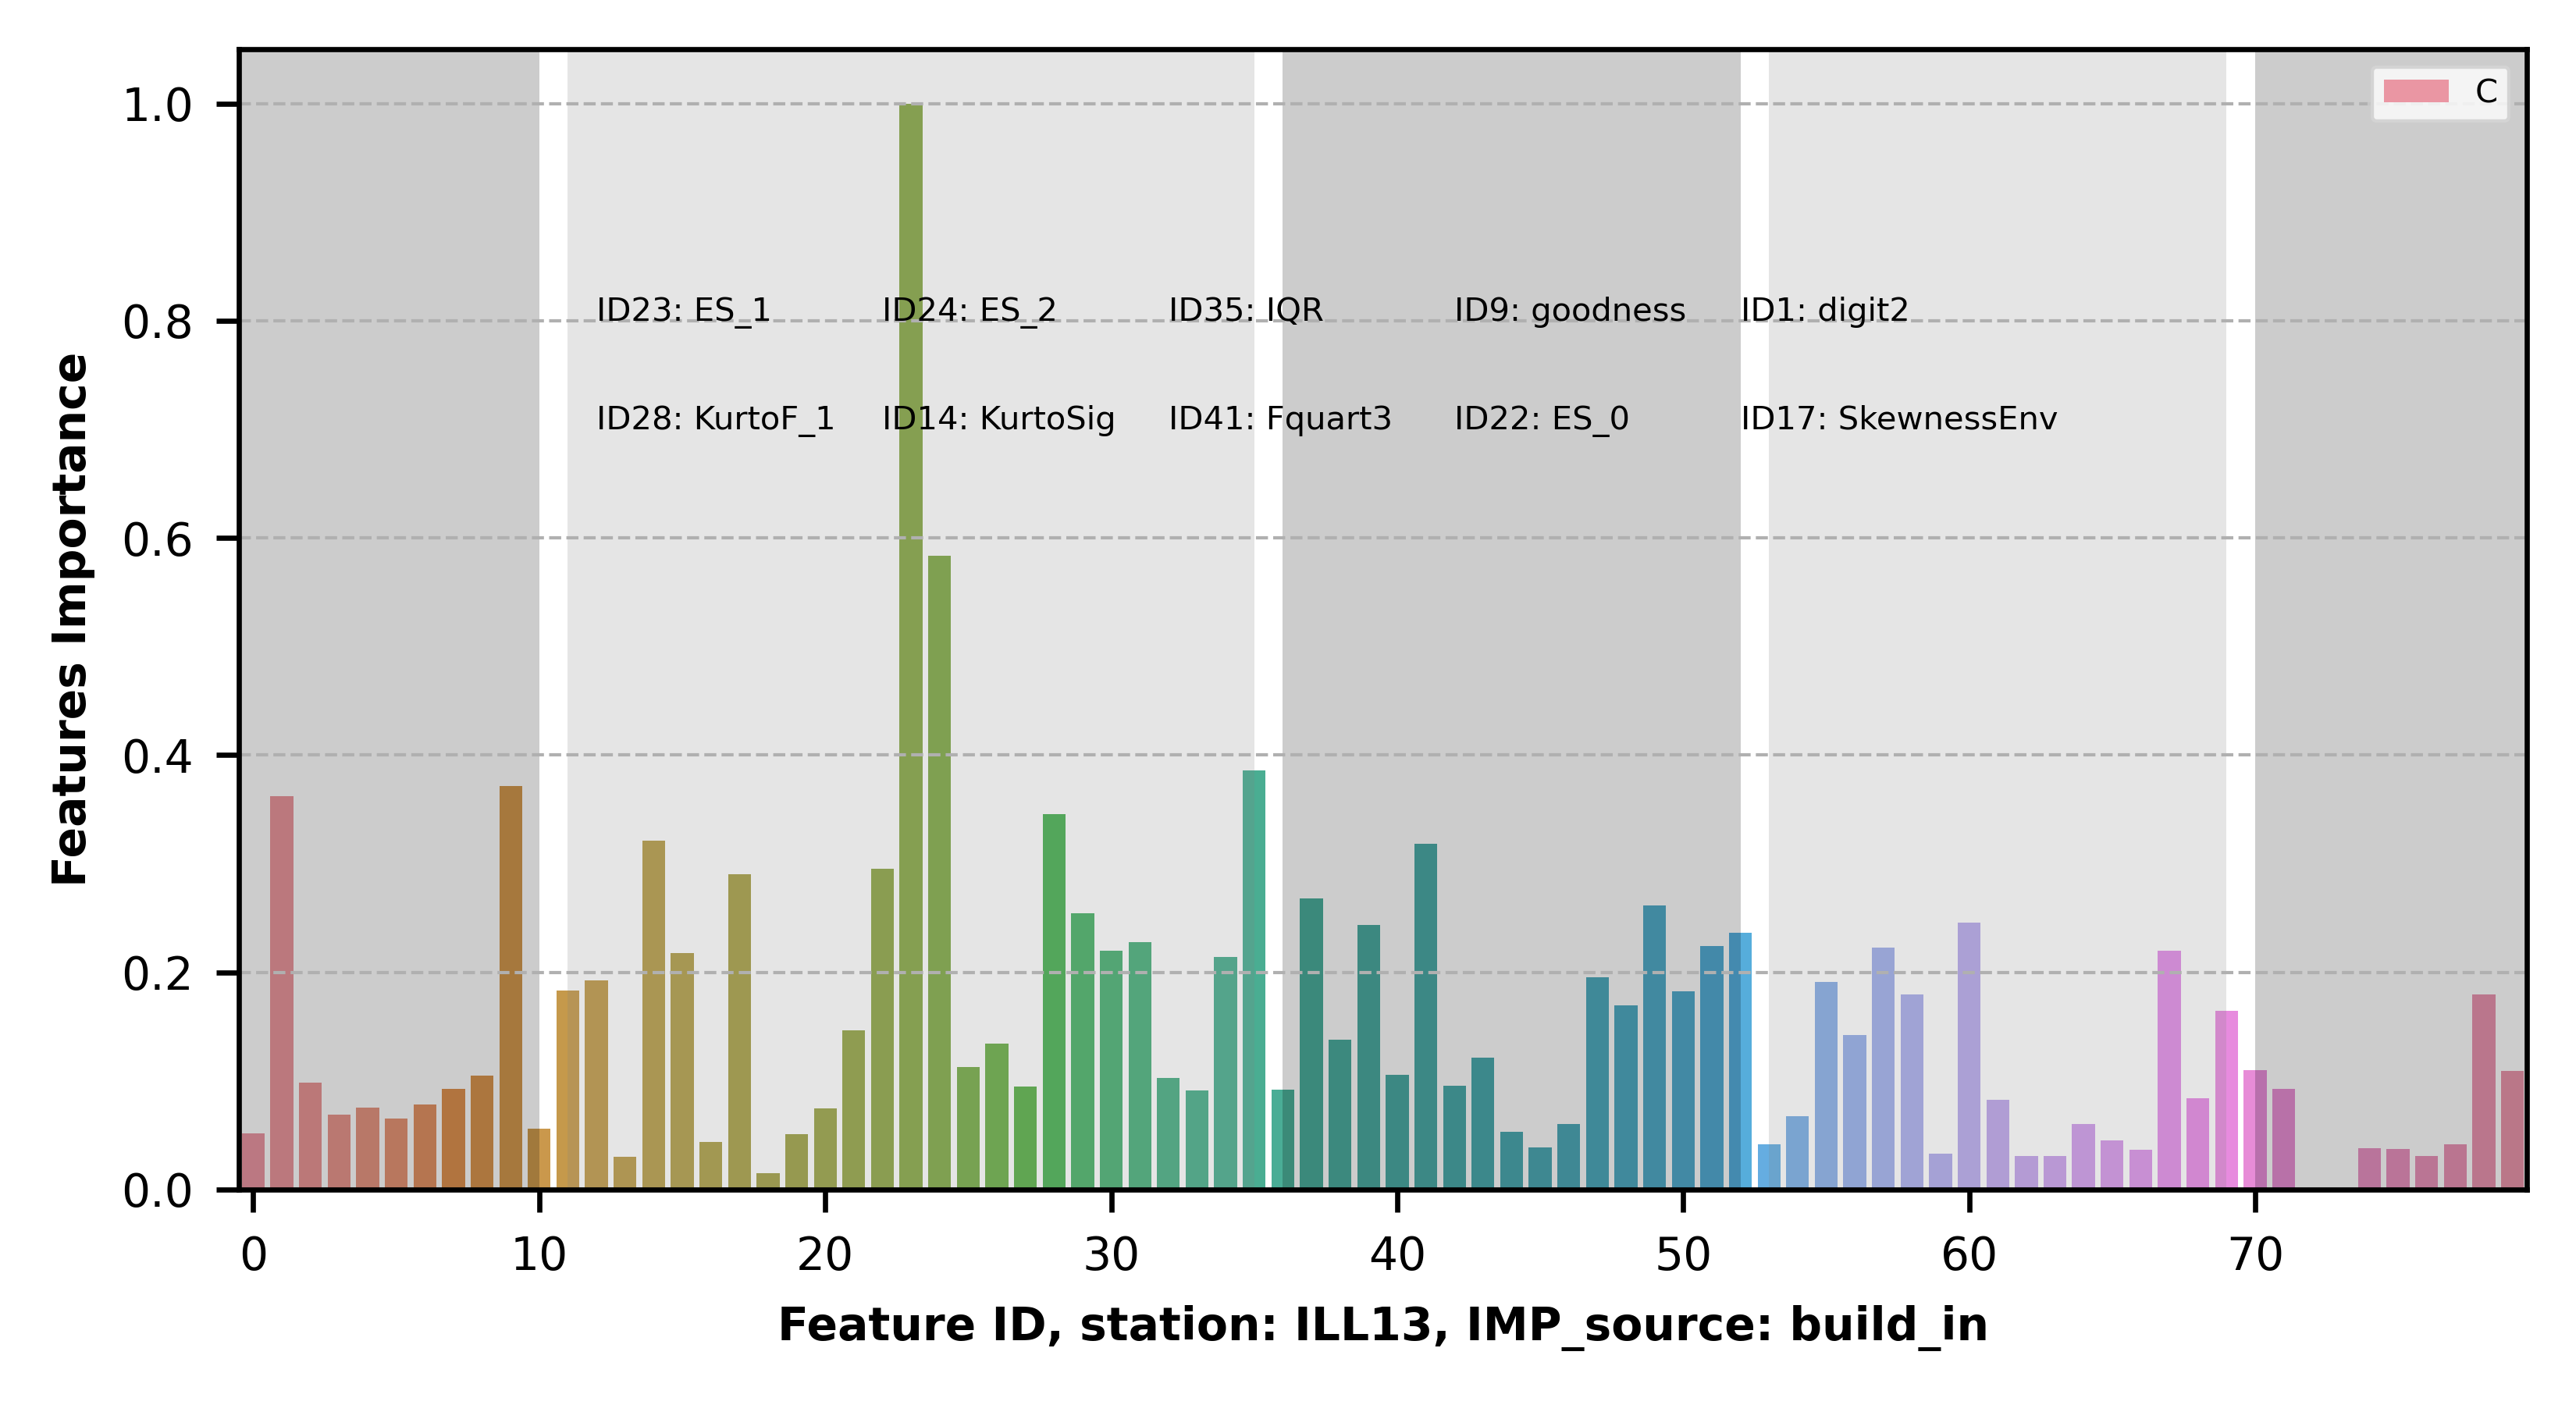 C
1.0
0.8
0.6
0.4
0.2
0.0
Features Importance
ID23: ES_1 ID24: ES_2 ID35: IQR ID9: goodness ID1: digit2
ID28: KurtoF_1 ID14: KurtoSig ID41: Fquart3 ID22: ES_0 ID17: SkewnessEnv
0 10 20 30 40 50 60 70
Feature ID, station: ILL13, IMP_source: build_in